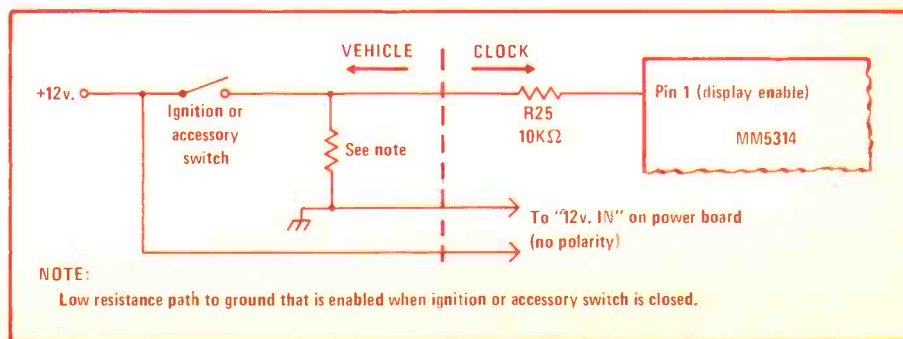 VEHICLE
CLOCK
+12v.
Ignition or
accessory
switch
See note
R25
10KΩ
Pin 1 (display enable)
MM5314
To "12v. IN" on power board
(no polarity)
NOTE:
Low resistance path to ground that is enabled when ignition or accessory switch is closed.